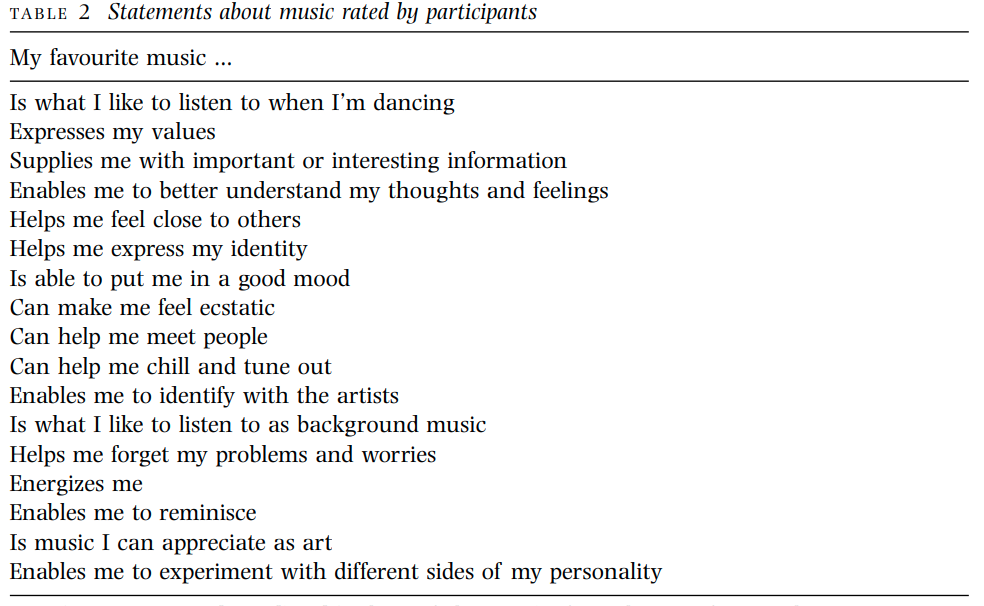 TABLE 2 Statements about music rated by participants
My favourite music ...
Is what I like to listen to when I'm dancing
Expresses my values
Supplies me with important or interesting information
Enables me to better understand my thoughts and feelings
Helps me feel close to others
Helps me express my identity
Is able to put me in a good mood
Can make me feel ecstatic
Can help me meet people
Can help me chill and tune out
Enables me to identify with the artists
Is what I like to listen to as background music
Helps me forget my problems and worries
Energizes me
Enables me to reminisce
Is music I can appreciate as art
Enables me to experiment with different sides of my personality